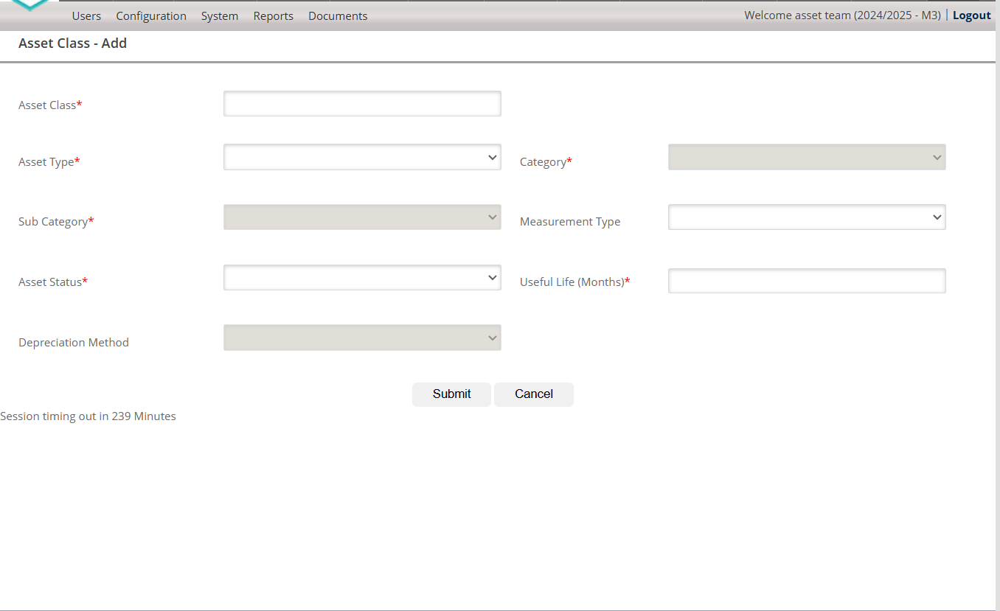 Users Configuration System Reports Documents Welcome asset team (2024/2025 - M3) | Logout
Asset Class - Add
Asset Class*
Asset Type* Category*
Sub Category* Measurement Type
Asset Status* Useful Life (Months)*
Depreciation Method
Submit Cancel
Session timing out in 239 Minutes